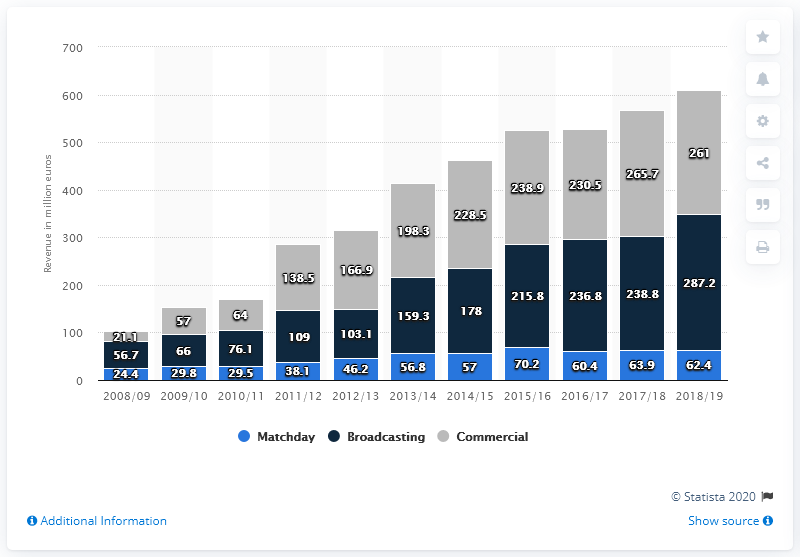 700
600
500
400
300
200
100
0
Revenue in million euros
21.1 57 64 138.5 166.9 198.3 228.5 238.9 230.5 265.7 261
56.7 66 76.1 109 103.1 159.3 178 215.8 236.8 238.8 287.2
24.4 29.8 29.5 38.1 46.2 56.8 57 70.2 60.4 63.9 62.4
2008/09 2009/10 2010/11 2011/12 2012/13 2013/14 2014/15 2015/16 2016/17 2017/18 2018/19
Matchday Broadcasting Commercial
© Statista 2020
Additional Information Show source